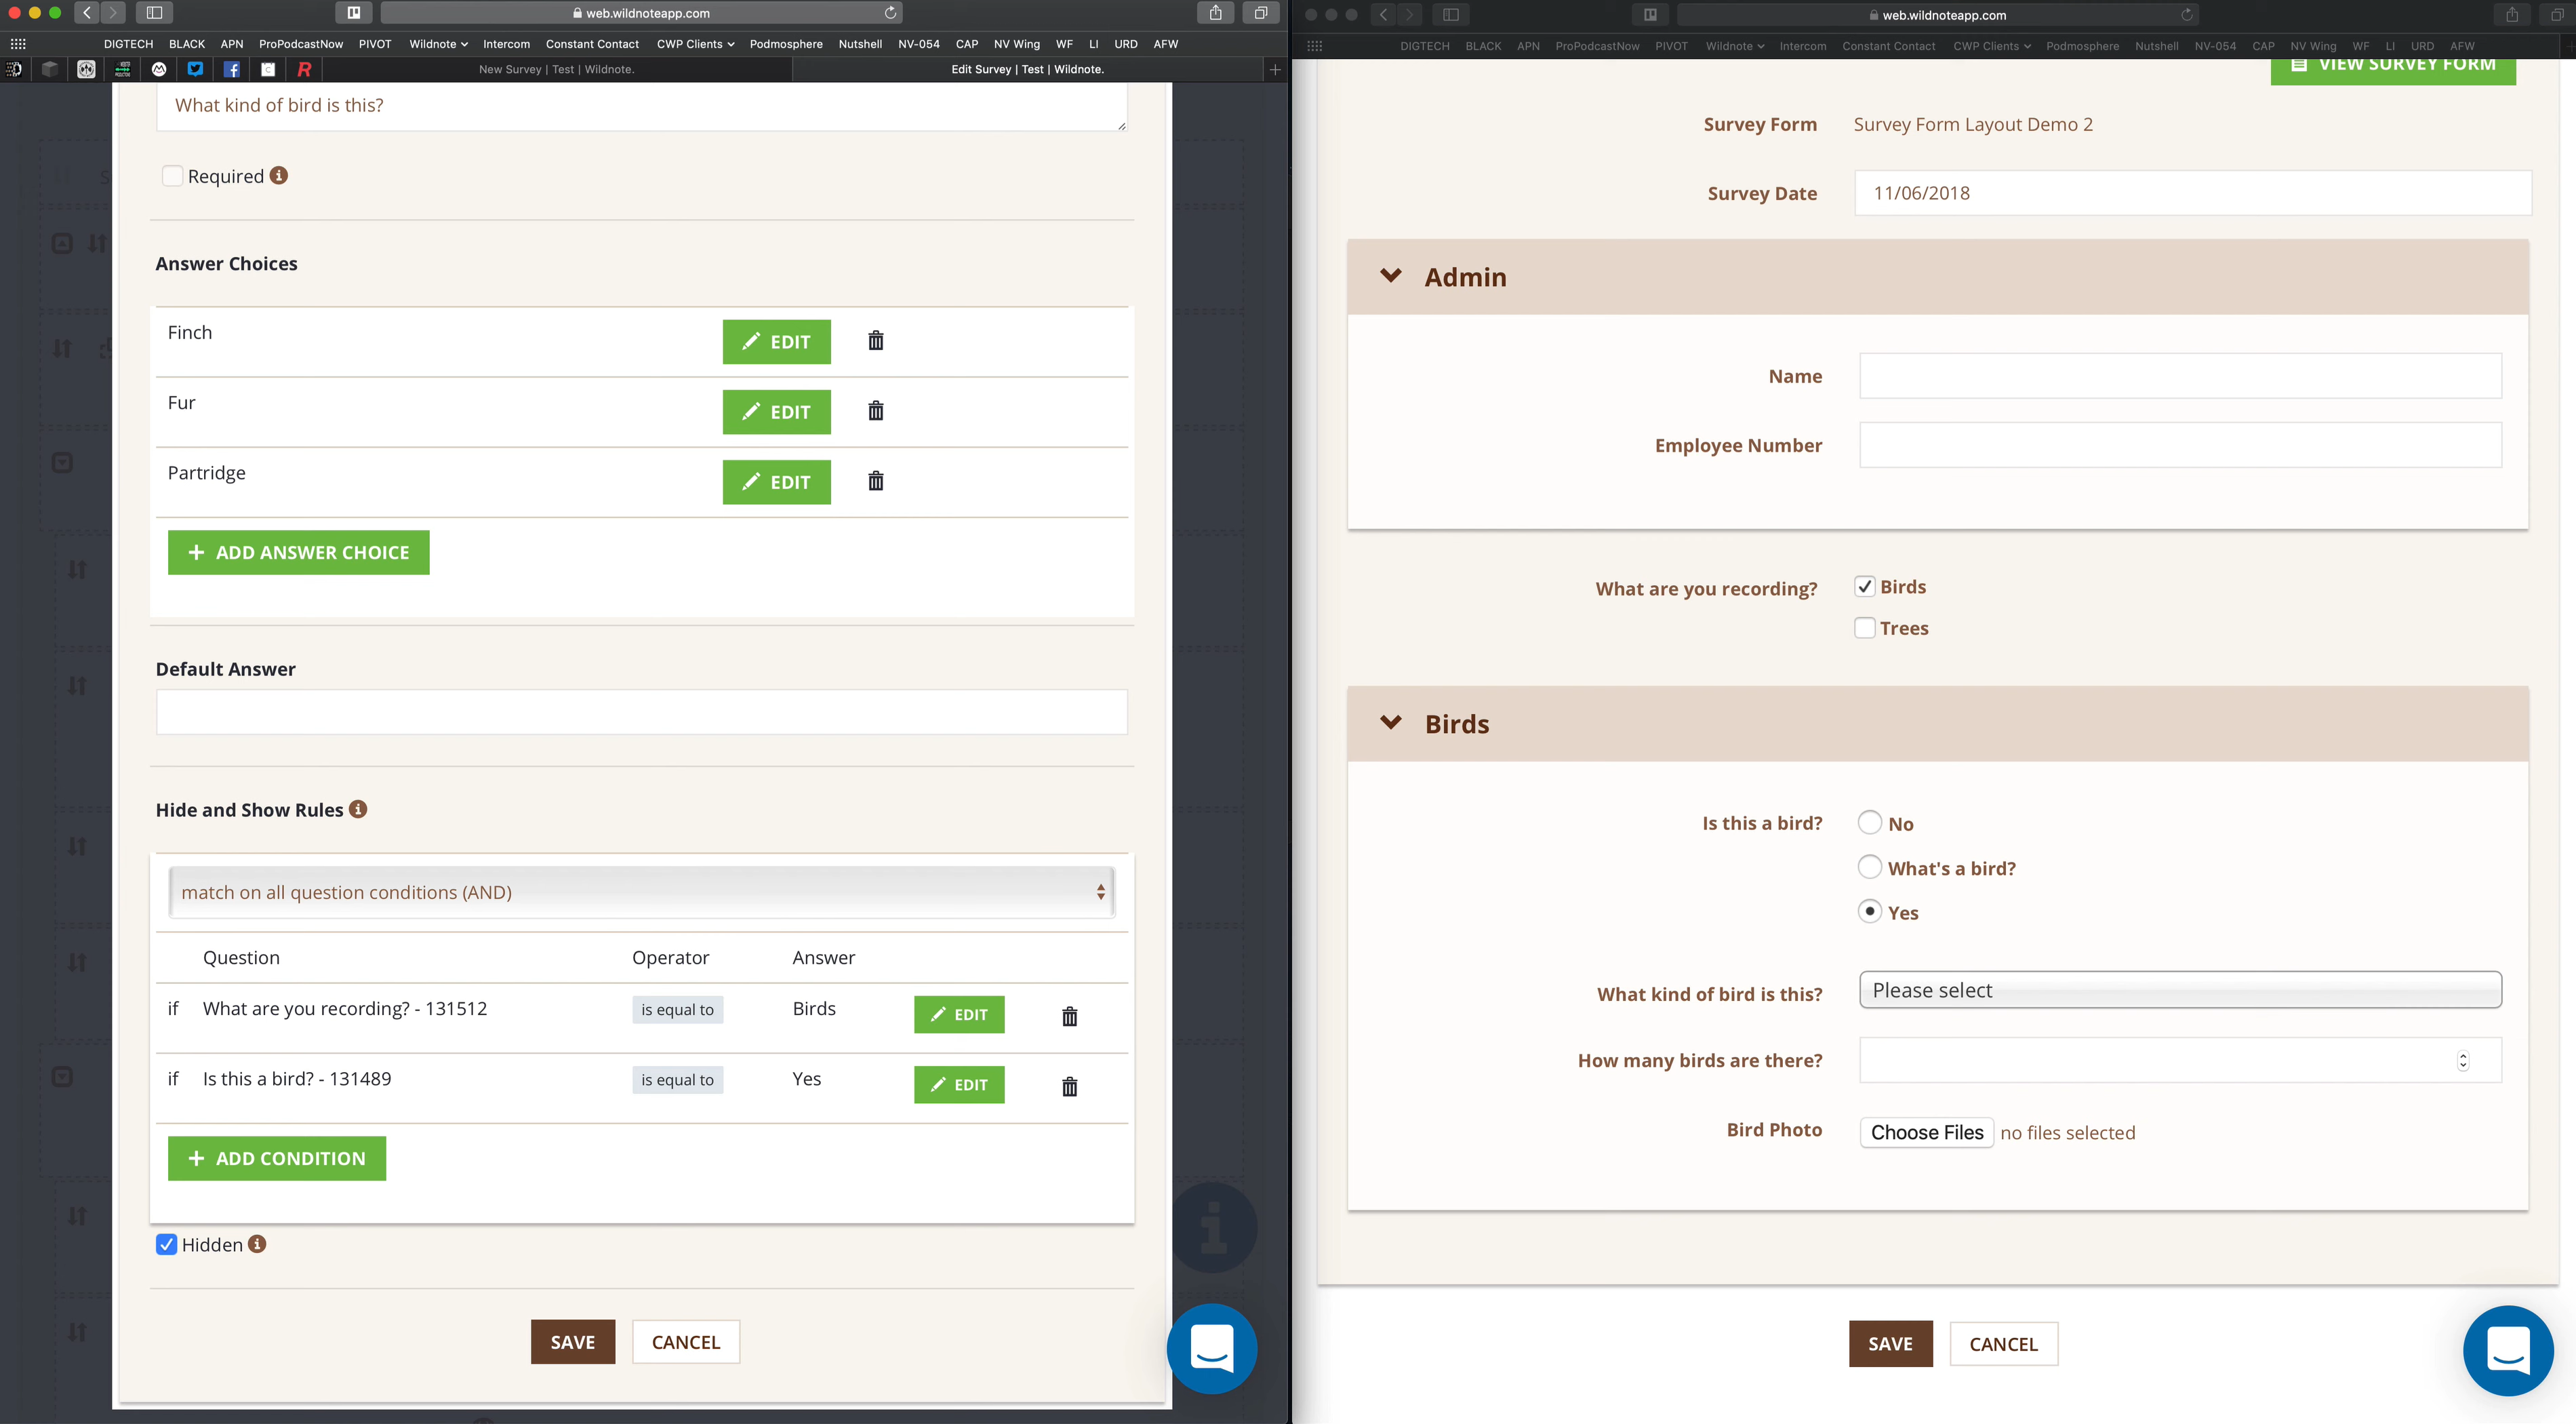 web.wildnoteapp.com
DIGTECH BLACK APN ProPodcastNow PIVOT Wildnote Intercom Constant Contact CWP Clients Podmosphere Nutshell NV-054 CAP NV Wing WF LI URD AFW
New Survey | Test | Wildnote.
Edit Survey | Test | Wildnote.
What kind of bird is this?
Required
Answer Choices
Finch
EDIT
Fur
EDIT
Partridge
EDIT
+ ADD ANSWER CHOICE
Default Answer
Hide and Show Rules
match on all question conditions (AND)
Question Operator Answer
if What are you recording? - 131512 is equal to Birds EDIT
if Is this a bird? - 131489 is equal to Yes EDIT
+ ADD CONDITION
Hidden
SAVE CANCEL
web.wildnoteapp.com
DIGTECH BLACK APN ProPodcastNow PIVOT Wildnote Intercom Constant Contact CWP Clients Podmosphere Nutshell NV-054 CAP NV Wing WF LI URD AFW
VIEW SURVEY FORM
Survey Form Survey Form Layout Demo 2
Survey Date 11/06/2018
Admin
Name
Employee Number
What are you recording? Birds
Trees
Birds
Is this a bird? No
What's a bird?
Yes
What kind of bird is this? Please select
How many birds are there?
Bird Photo Choose Files no files selected
SAVE CANCEL